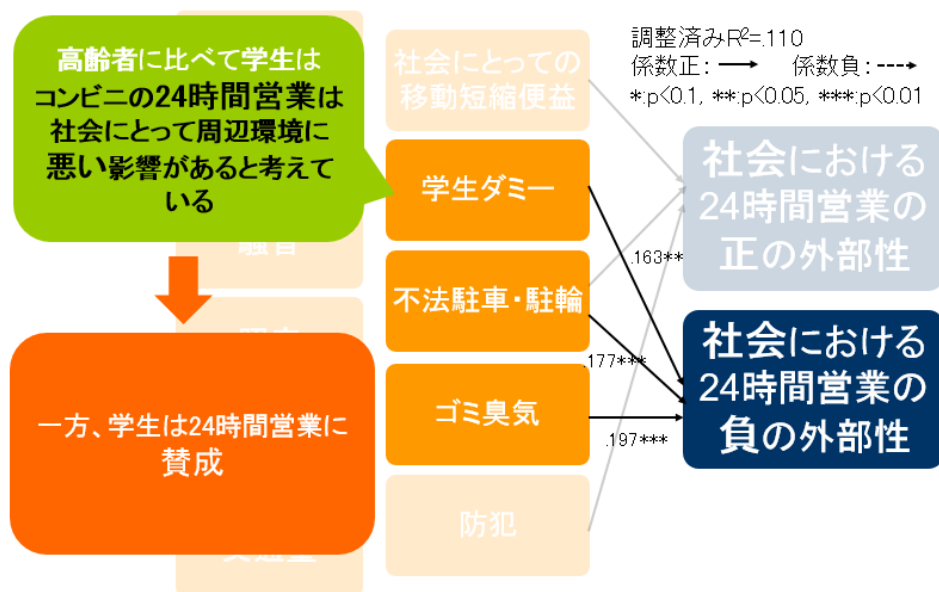 高齢者に比べて学生は
コンビニの24時間営業は
社会にとって周辺環境に
悪い影響があると考えて
いる
一方、学生は24時間営業に
賛成
社会にとっての
移動短縮便益
学生ダミー
不法駐車・駐輪
ゴミ臭気
防犯
調整済みR²=.110
係数正: 係数負:
*:p<0.1, **:p<0.05, ***:p<0.01
.163**
.177***
.197***
社会における
24時間営業の
正の外部性
社会における
24時間営業の
負の外部性